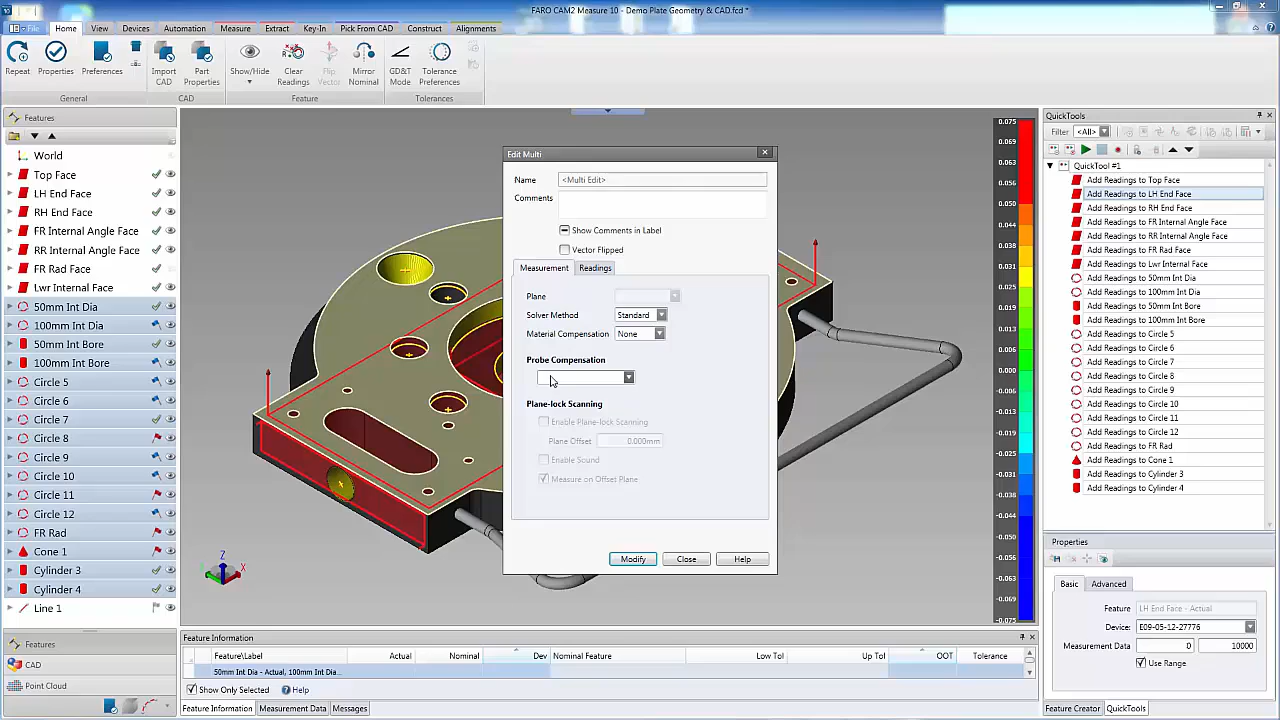 FARO CAM2 Measure 10 - Demo Plate Geometry & CAD.fcd *
File Home View Devices Automation Measure Extract Key-In Pick From CAD Construct Alignments
Repeat Properties Preferences Import CAD Part Properties Show/Hide Clear Readings Flip Vector Mirror Nominal GD&T Mode Tolerance Preferences
General CAD Feature Tolerances
Features
World
Top Face
LH End Face
RH End Face
FR Internal Angle
RR Internal Angle
FR Rad Face
Lwr Internal Face
50mm Int Dia
100mm Int Dia
50mm Int Bore
100mm Int Bore
Circle 5
Circle 6
Circle 7
Circle 8
Circle 9
Circle 10
Circle 11
Circle 12
FR Rad
Cone 1
Cylinder 3
Cylinder 4
Line 1
Features
CAD
Point Cloud
Z
X
Edit Multi
Name <Multi Edit>
Comments
Show Comments in Label
Vector Flipped
Measurement Readings
Plane
Solver Method Standard
Material Compensation None
Probe Compensation
Plane-lock Scanning
Enable Plane-lock Scanning
Plane Offset 0.000mm
Enable Sound
Measure on Offset Plane
Modify Close Help
0.075
0.069
0.063
0.056
0.050
0.044
0.038
0.031
0.025
0.019
0.013
0.006
0.000
-0.006
-0.013
-0.019
-0.025
-0.031
-0.038
-0.044
-0.050
-0.056
-0.063
-0.069
-0.075
Feature Information
Feature\Label Actual Nominal Dev Nominal Feature Low Tol Up Tol OOT Tolerance
50mm Int Dia - Actual, 100mm Int Dia...
Show Only Selected Help
Feature Information Measurement Data Messages
QuickTools
Filter <All>
QuickTool #1
Add Readings to Top Face
Add Readings to LH End Face
Add Readings to RH End Face
Add Readings to FR Internal Angle
Add Readings to RR Internal Angle
Add Readings to FR Rad Face
Add Readings to Lwr Internal Face
Add Readings to 50mm Int Dia
Add Readings to 100mm Int Dia
Add Readings to 50mm Int Bore
Add Readings to 100mm Int Bore
Add Readings to Circle 5
Add Readings to Circle 6
Add Readings to Circle 7
Add Readings to Circle 8
Add Readings to Circle 9
Add Readings to Circle 10
Add Readings to Circle 11
Add Readings to Circle 12
Add Readings to FR Rad
Add Readings to Cone 1
Add Readings to Cylinder 3
Add Readings to Cylinder 4
Properties
Basic Advanced
Feature LH End Face - Actual
Device: E09-05-12-27776
Measurement Data 0 10000
Use Range
Feature Creator QuickTools